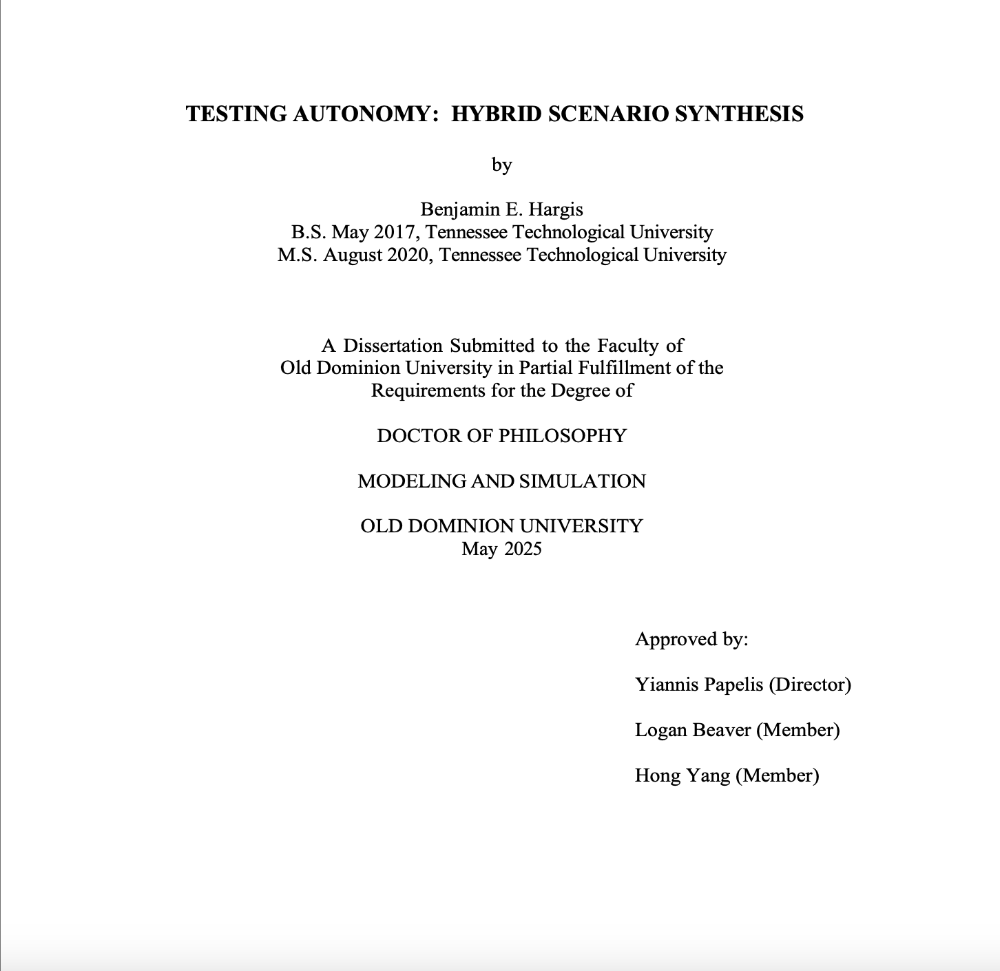 TESTING AUTONOMY: HYBRID SCENARIO SYNTHESIS
by
Benjamin E. Hargis
B.S. May 2017, Tennessee Technological University
M.S. August 2020, Tennessee Technological University
A Dissertation Submitted to the Faculty of
Old Dominion University in Partial Fulfillment of the
Requirements for the Degree of
DOCTOR OF PHILOSOPHY
MODELING AND SIMULATION
OLD DOMINION UNIVERSITY
May 2025
Approved by:
Yiannis Papelis (Director)
Logan Beaver (Member)
Hong Yang (Member)